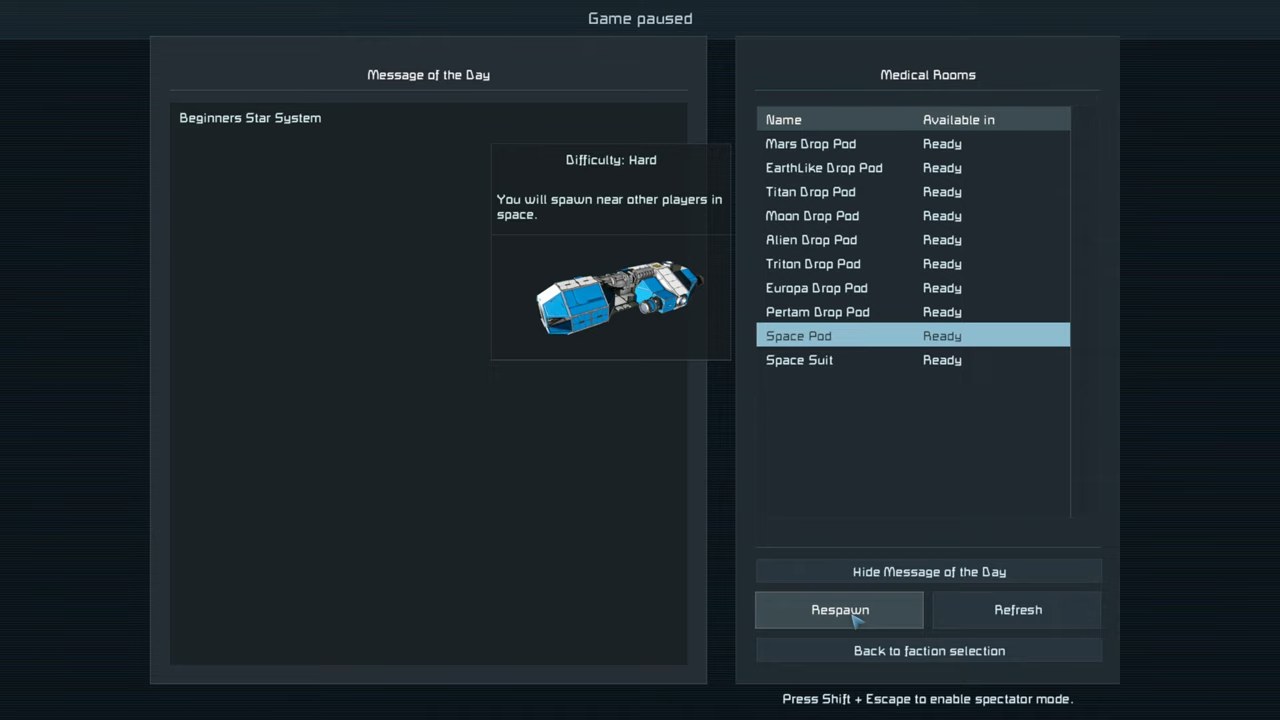 Game paused
Message of the Day
Beginners Star System
Difficulty: Hard
You will spawn near other players in
space.
Medical Rooms
Name Available in
Mars Drop Pod Ready
EarthLike Drop Pod Ready
Titan Drop Pod Ready
Moon Drop Pod Ready
Alien Drop Pod Ready
Triton Drop Pod Ready
Europa Drop Pod Ready
Pertam Drop Pod Ready
Space Pod Ready
Space Suit Ready
Hide Message of the Day
Respawn Refresh
Back to faction selection
Press Shift + Escape to enable spectator mode.